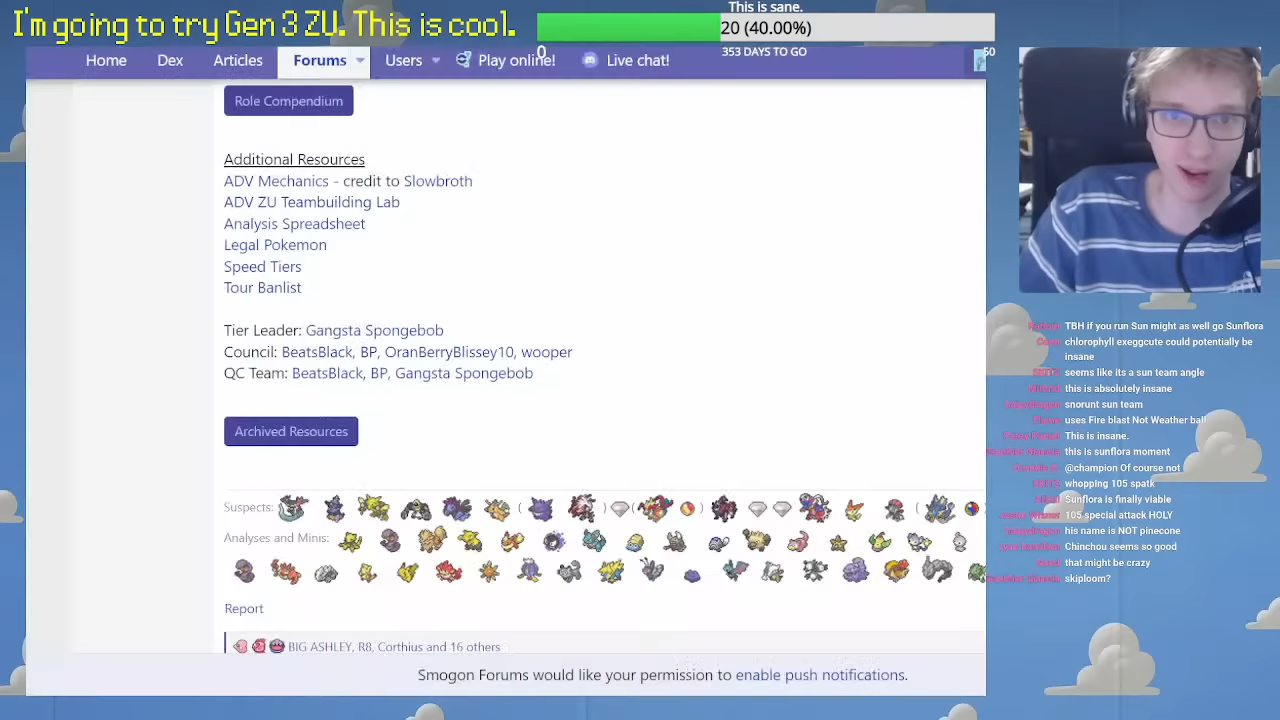 I'm going to try Gen 3 ZU. This is cool.
This is sane.
20 (40.00%)
0
353 DAYS TO GO
50
Home Dex Articles Forums Users Play online! Live chat!
Role Compendium
Additional Resources
ADV Mechanics - credit to Slowbroth
ADV ZU Teambuilding Lab
Analysis Spreadsheet
Legal Pokemon
Speed Tiers
Tour Banlist
Tier Leader: Gangsta Spongebob
Council: BeatsBlack, BP, OranBerryBlissey10, wooper
QC Team: BeatsBlack, BP, Gangsta Spongebob
Archived Resources
Suspects:
Analyses and Minis:
Report
BIG ASHLEY, R8, Corthius and 16 others
Smogon Forums would like your permission to enable push notifications.
TBH if you run Sun might as well go Sunflora
chlorophyll exeggcute could potentially be
insane
seems like its a sun team angle
this is absolutely insane
snorunt sun team
uses Fire blast Not Weather ball
This is insane.
this is sunflora moment
@champion Of course not
whopping 105 spatk
Sunflora is finally viable
105 special attack HOLY
his name is NOT pinecone
Chinchou seems so good
that might be crazy
skiploom?